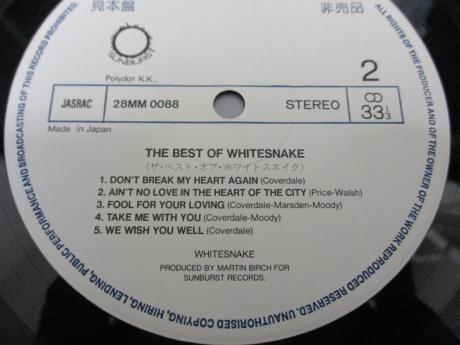 見本盤
非売品
SUNBURST
Polydor K.K.,
2
JASRAC
28MM 0088
STEREO
33 1/3
Made in Japan
THE BEST OF WHITESNAKE
(ザ・ベスト・オブ・ホワイトスネイク)
1. DON'T BREAK MY HEART AGAIN (Coverdale)
2. AIN'T NO LOVE IN THE HEART OF THE CITY (Price-Walsh)
3. FOOL FOR YOUR LOVING (Coverdale-Marsden-Moody)
4. TAKE ME WITH YOU (Coverdale-Moody)
5. WE WISH YOU WELL (Coverdale)
WHITESNAKE
PRODUCED BY MARTIN BIRCH FOR
SUNBURST RECORDS.
ALL RIGHTS OF THE PRODUCER AND OF THE OWNER OF THE WORK REPRODUCED RESERVED. UNAUTHORISED COPYING, HIRING, LENDING, PUBLIC PERFORMANCE AND BROADCASTING OF THIS RECORD PROHIBITED.